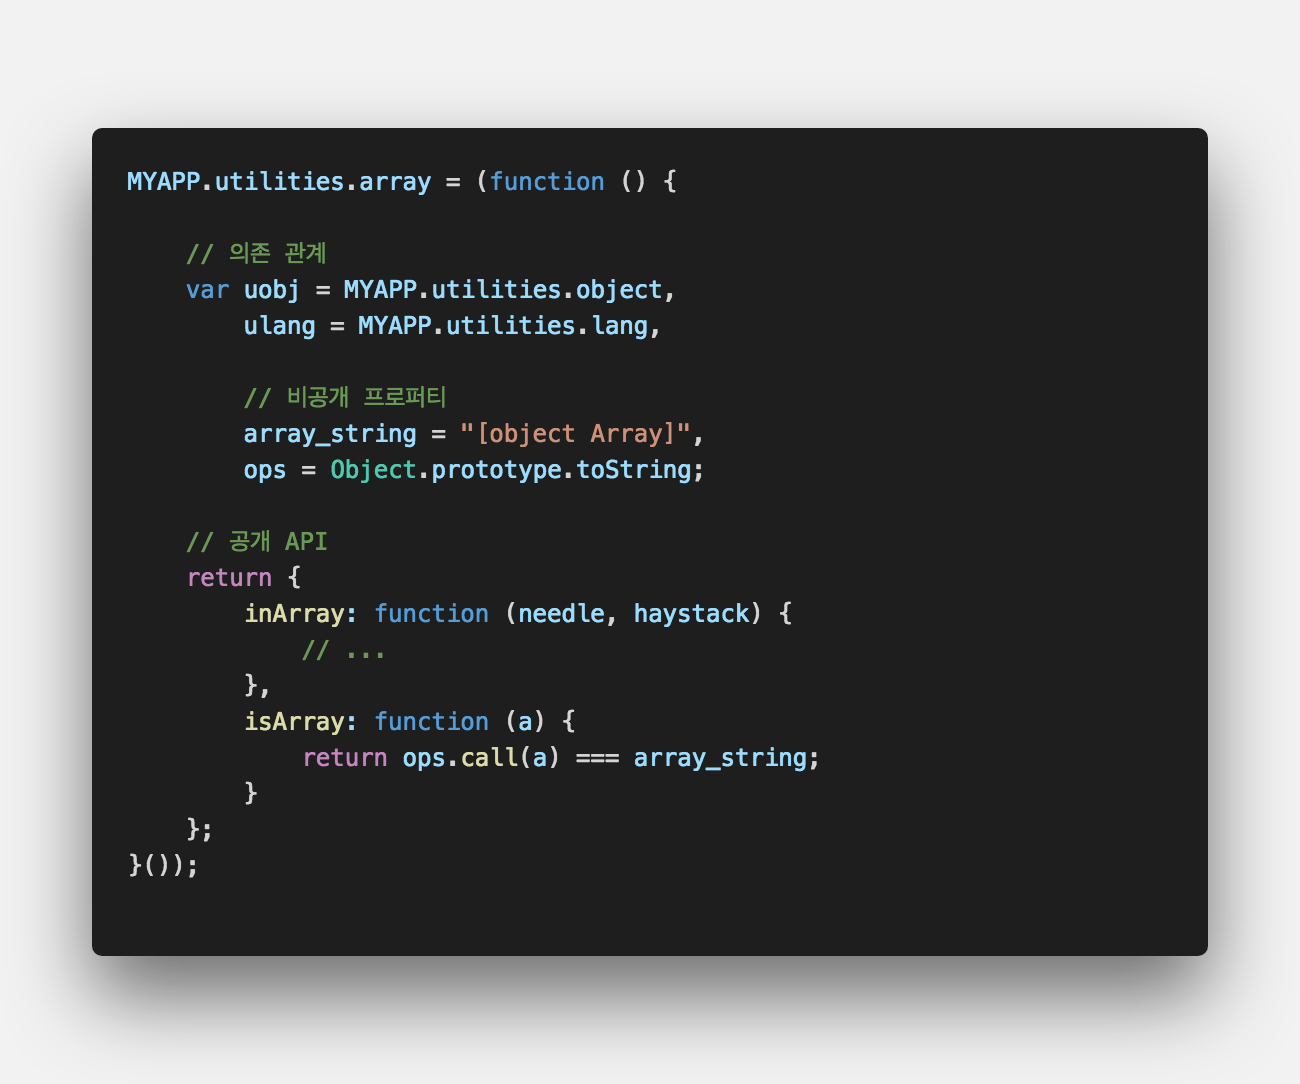 MYAPP.utilities.array = (function () {
    // 의존 관계
    var uobj = MYAPP.utilities.object,
        ulang = MYAPP.utilities.lang,
        // 비공개 프로퍼티
        array_string = "[object Array]",
        ops = Object.prototype.toString;
    // 공개 API
    return {
        inArray: function (needle, haystack) {
            // ...
        },
        isArray: function (a) {
            return ops.call(a) === array_string;
        }
    };
}());